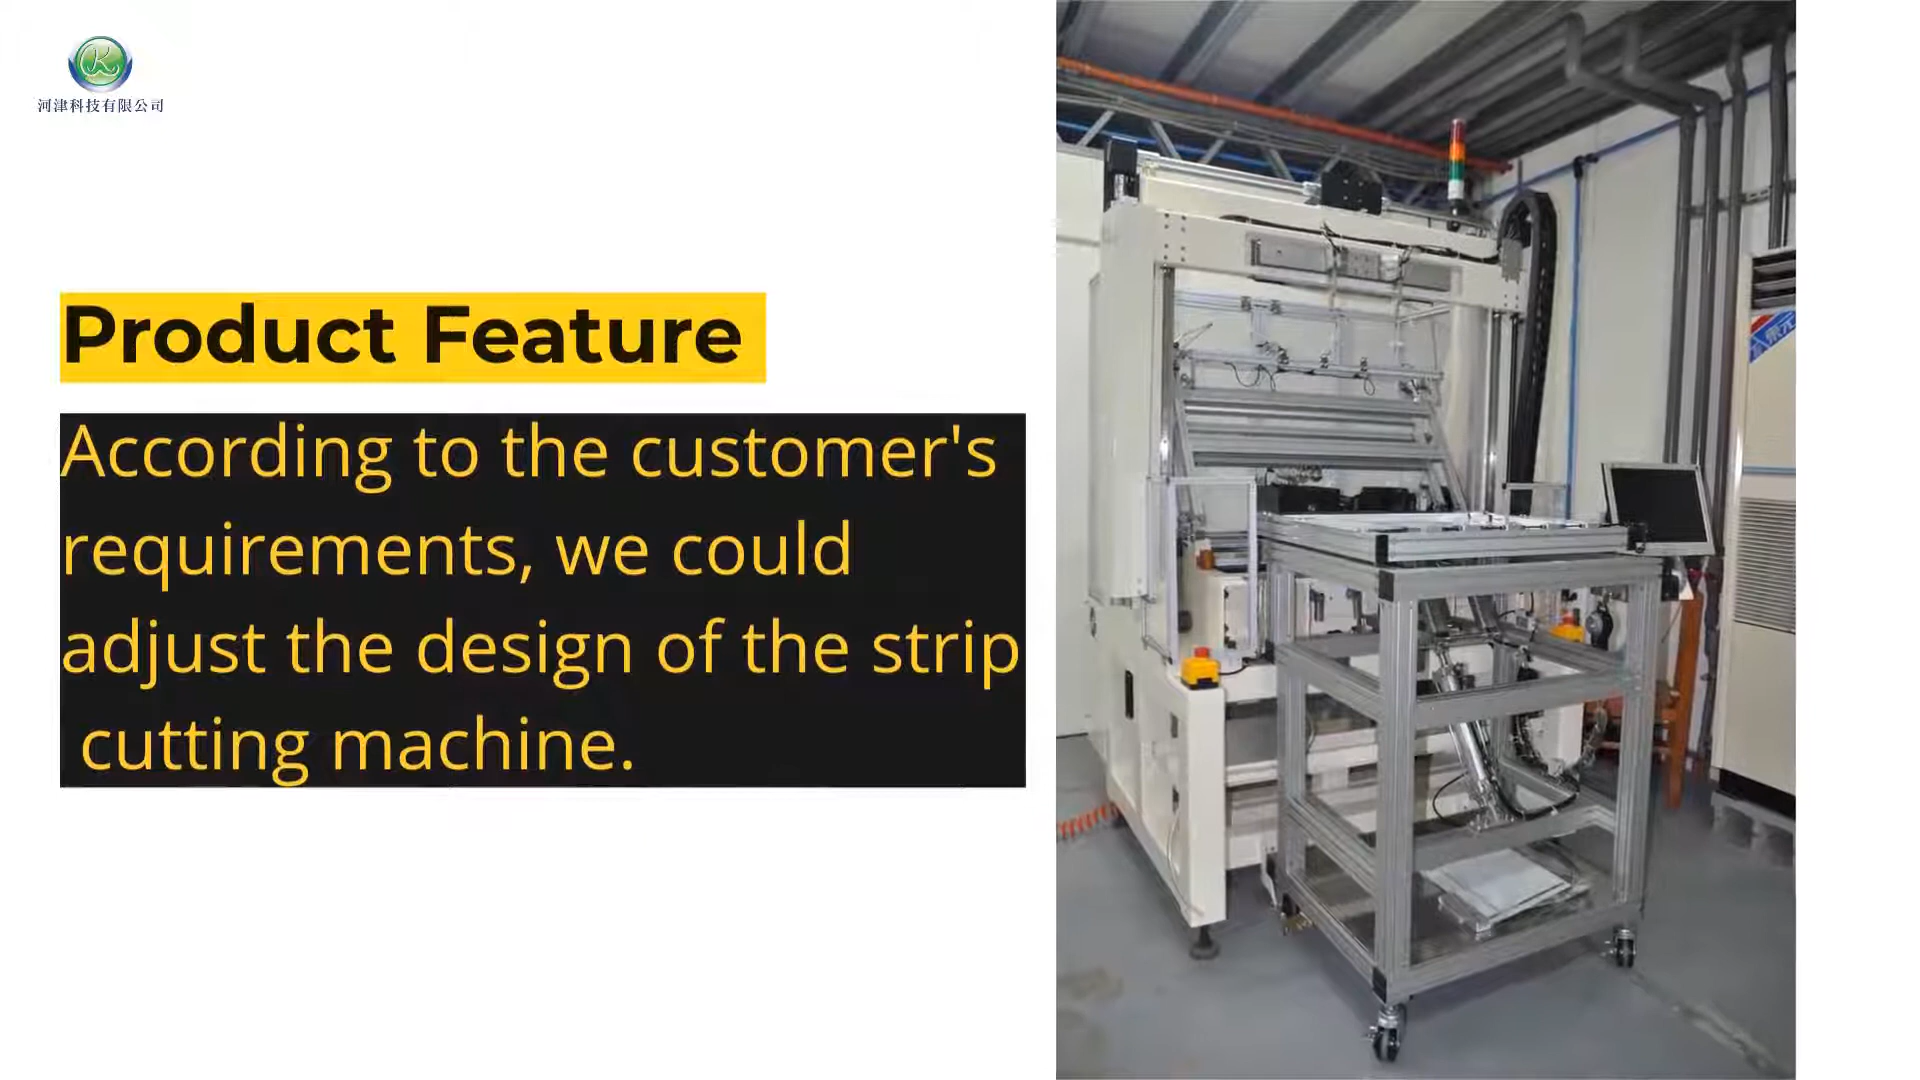 河津科技有限公司
Product Feature
According to the customer's
requirements, we could
adjust the design of the strip
cutting machine.